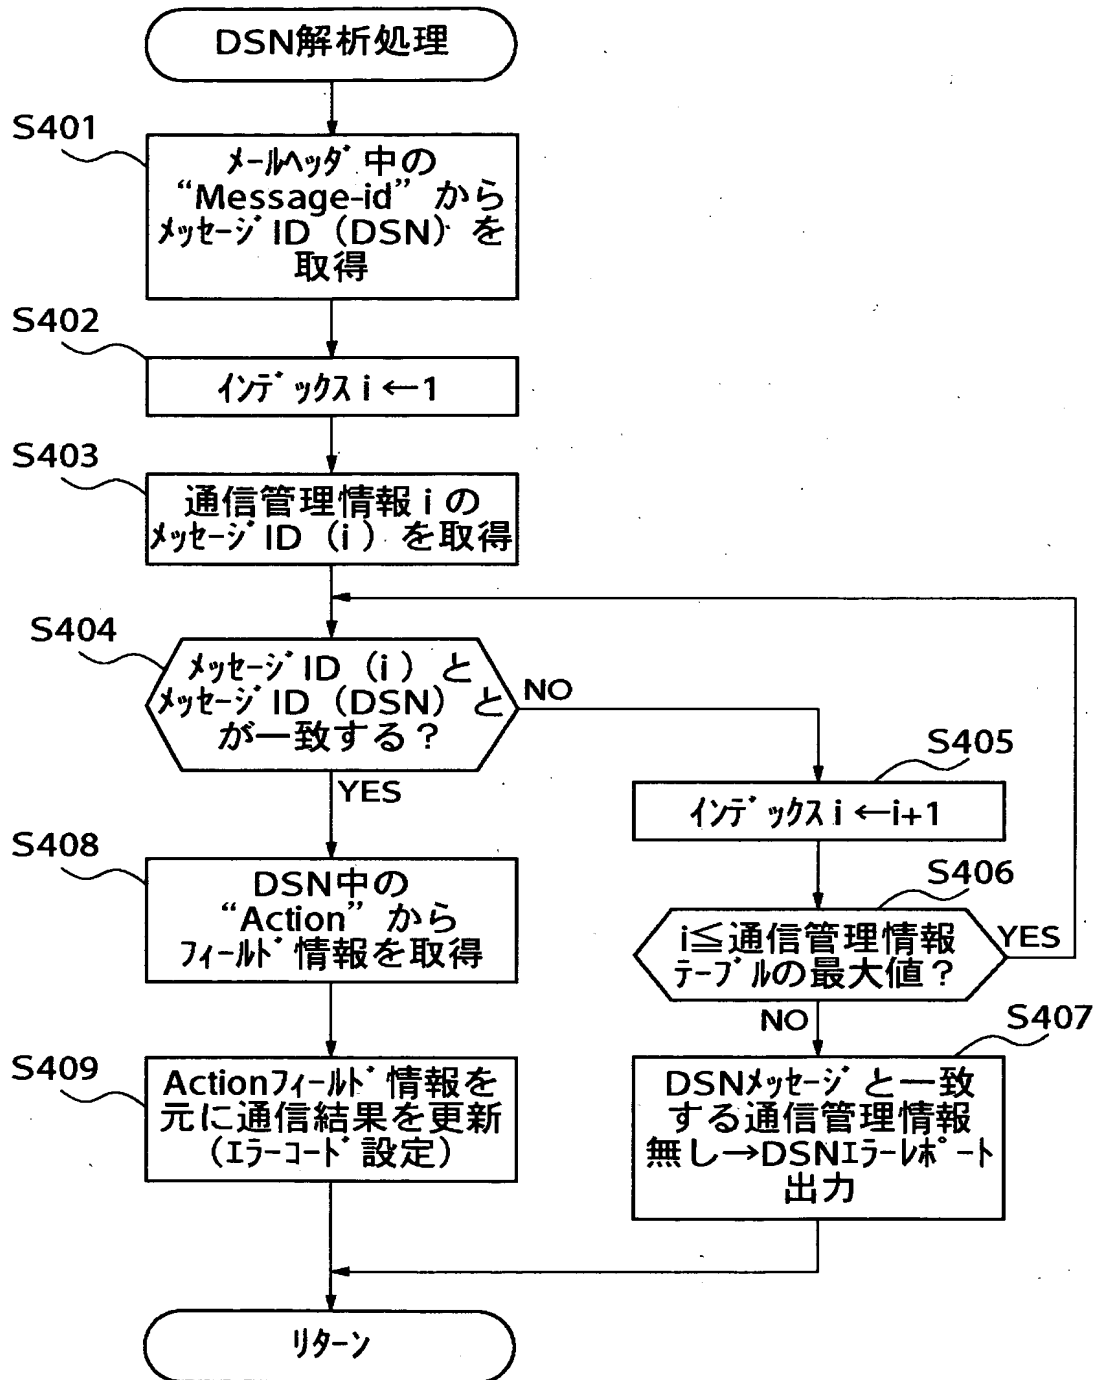 DSN解析処理
S401
ﾒｰﾙﾍｯﾀﾞ中の
“Message-id”から
ﾒｯｾｰｼﾞID（DSN）を
取得
S402
ｲﾝﾃﾞｯｸｽi←1
S403
通信管理情報iの
ﾒｯｾｰｼﾞID（i）を取得
S404
ﾒｯｾｰｼﾞID（i）と
ﾒｯｾｰｼﾞID（DSN）と
が一致する？
NO
YES
S405
ｲﾝﾃﾞｯｸｽi←i+1
S406
i≦通信管理情報
ﾃｰﾌﾞﾙの最大値？
YES
NO
S407
DSNﾒｯｾｰｼﾞと一致
する通信管理情報
無し→DSNｴﾗｰﾚﾎﾟｰﾄ
出力
S408
DSN中の
“Action”から
ﾌｨｰﾙﾄﾞ情報を取得
S409
Actionﾌｨｰﾙﾄﾞ情報を
元に通信結果を更新
（ｴﾗｰｺｰﾄﾞ設定）
ﾘﾀｰﾝ